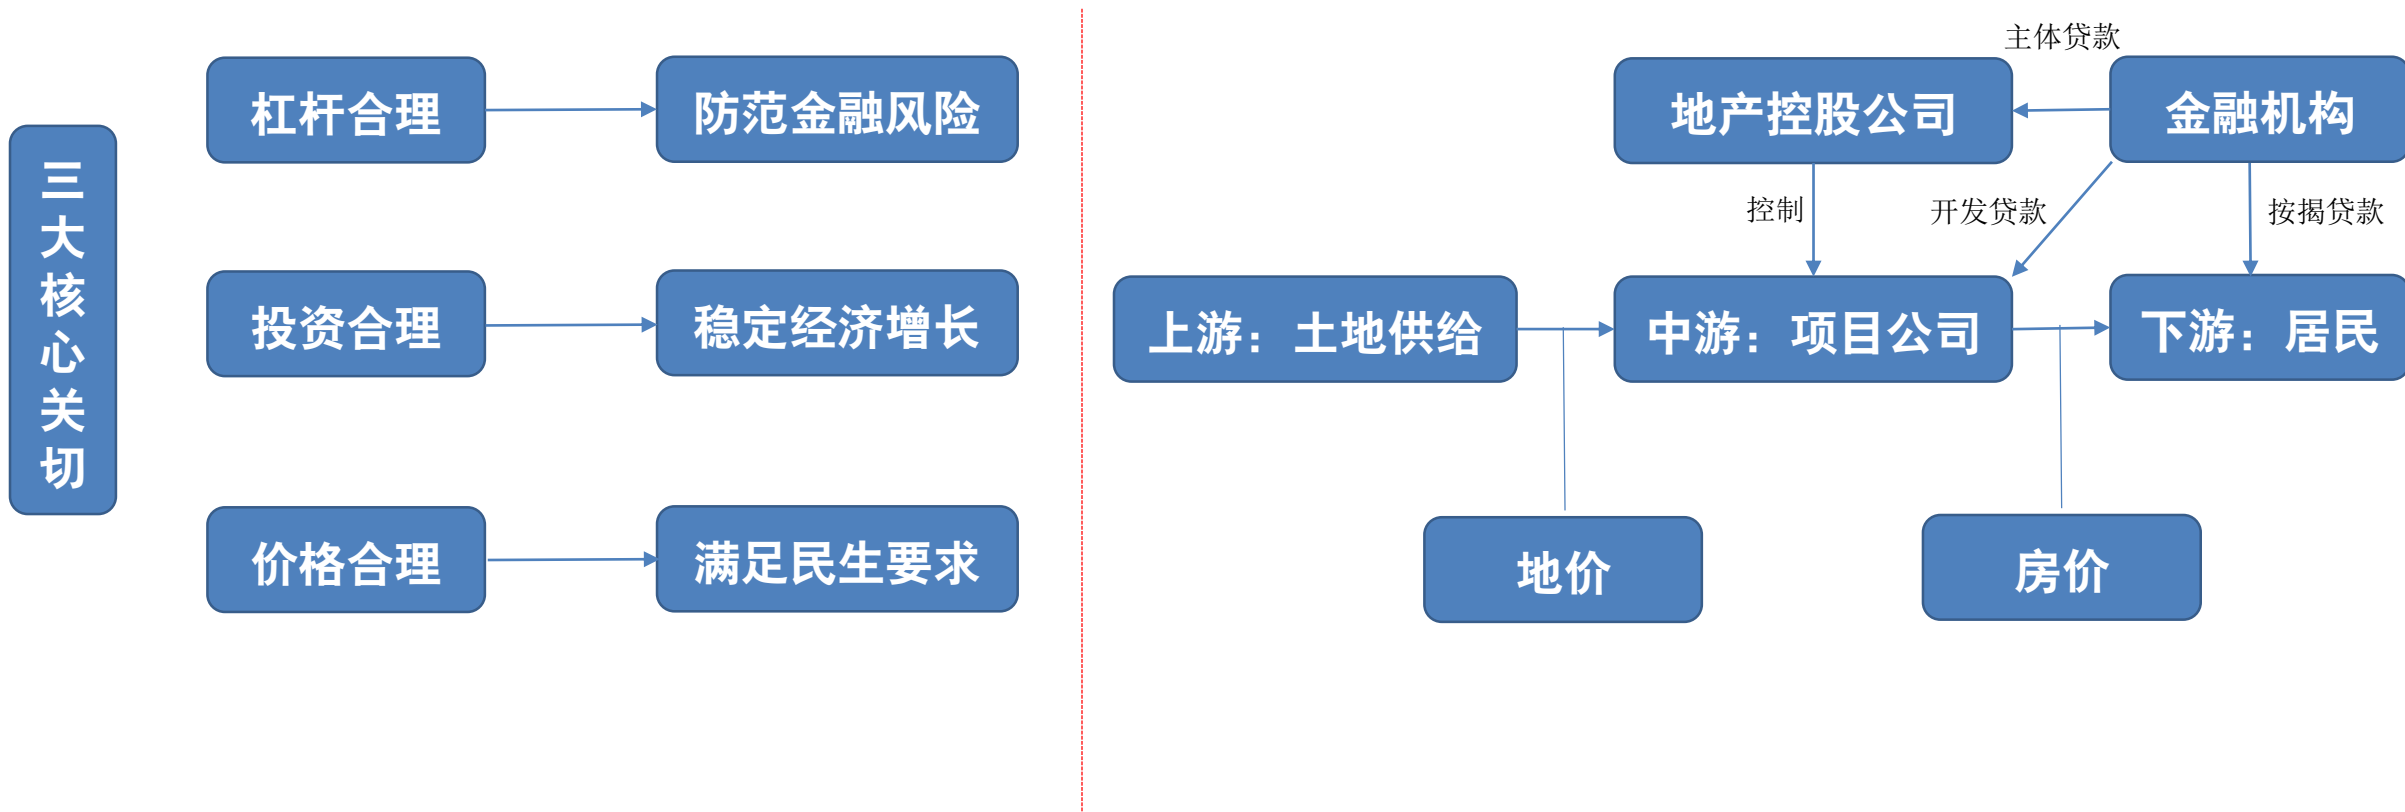 三大核心关切
杠杆合理
防范金融风险
投资合理
稳定经济增长
价格合理
满足民生要求
主体贷款
地产控股公司
金融机构
控制
开发贷款
按揭贷款
上游：土地供给
中游：项目公司
下游：居民
地价
房价